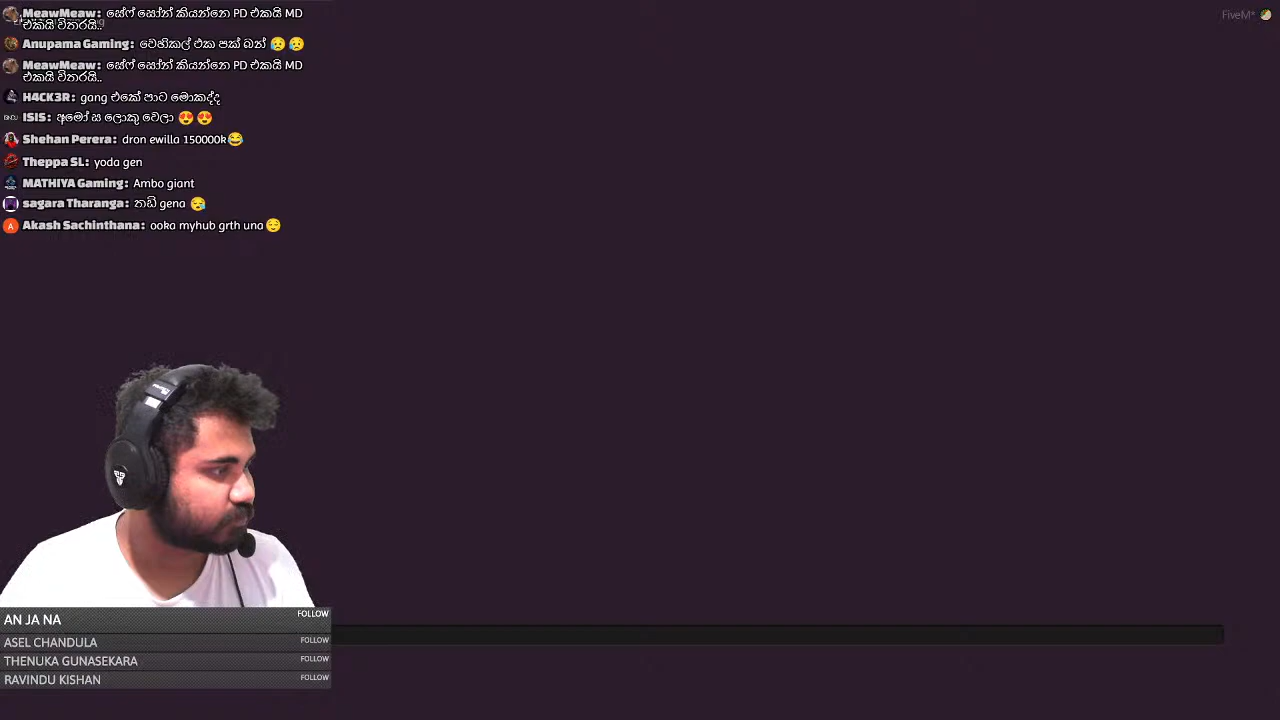 MeawMeaw: සේෆ් සෝන් කියන්නෙ PD එකයි MD
එකයි විතරයි..
Anupama Gaming: වෙහිකල් එක පක් බන් 😥 😥
MeawMeaw: සේෆ් සෝන් කියන්නෙ PD එකයි MD
එකයි විතරයි..
H4CK3R: gang එකේ පාට මොකද්ද
ISIS: අමෝ ය ලොකු වෙලා 😍 😍
Shehan Perera: dron ewilla 150000k😂
Theppa SL: yoda gen
MATHIYA Gaming: Ambo giant
sagara Tharanga: නඩී gena 😪
Akash Sachinthana: ooka myhub grth una😌
FiveM*
AN JA NA FOLLOW
ASEL CHANDULA FOLLOW
THENUKA GUNASEKARA FOLLOW
RAVINDU KISHAN FOLLOW